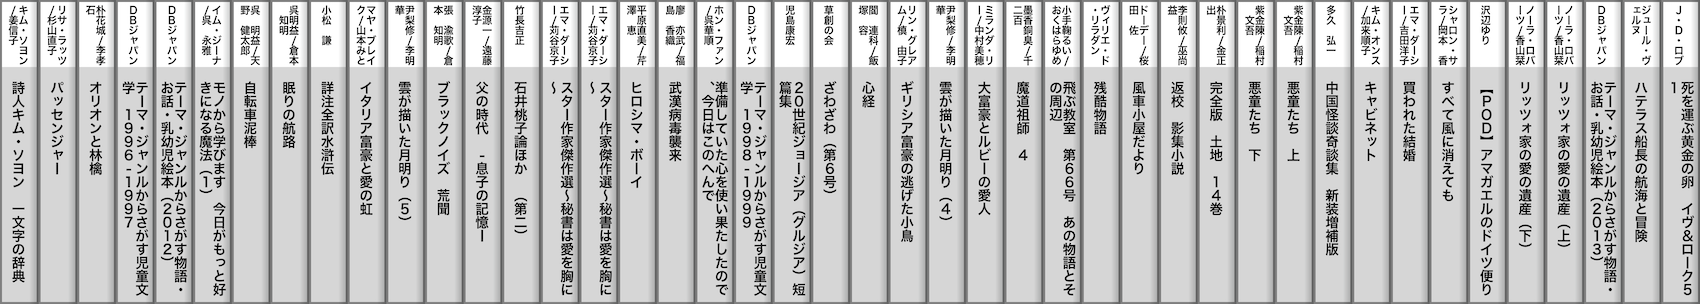 J・D・ロブ
死を運ぶ黄金の卵 イヴ&ローク５
１
ジュール・ヴ
ェルヌ
ハテラス船長の航海と冒険
DBジャパン
テーマ・ジャンルからさがす物語・
お話・乳幼児絵本（２０１３）
ノーラ・ロバ
ーツ/香山栞
リッツォ家の愛の遺産（上）
ノーラ・ロバ
ーツ/香山栞
リッツォ家の愛の遺産（下）
沢辺ゆり
【ＰＯＤ】アマガエルのドイツ便り
シャロン・サ
ラ/岡本 香
すべて風に消えても
エマ・ダーシ
ー/吉田洋子
買われた結婚
キム・オンス
/加来順子
キャビネット
多久 弘一
中国怪談奇談集 新装増補版
紫金陳/稲村
文吾
悪童たち 上
紫金陳/稲村
文吾
悪童たち 下
朴景利/金正
出
完全版 土地 １４巻
李則攸/巫尚
益
返校 影集小説
ドーデー/桜
田 佐
風車小屋だより
ヴィリエ・ド
・リラダン
残酷物語
小手鞠るい/
おくはらゆめ
飛ぶ教室 第６６号 あの物語とそ
の周辺
墨香銅臭/千
二百
魔道祖師 ４
ミランダ・リ
ー/中村美穂
大富豪とルビーの愛人
尹梨修/李明
華
雲が描いた月明り（４）
リン・グレア
ム/槙 由子
ギリシア富豪の逃げた小鳥
閻 連科/飯
塚 容
心経
草創の会
ざわざわ（第６号）
児島康宏
２０世紀ジョージア（グルジア）短
篇集
DBジャパン
テーマ・ジャンルからさがす児童文
学 １９９８-１９９９
ホン・ファン
/呉華順
準備していた心を使い果たしたので
、今日はこのへんで
廖 亦武/福
島 香織
武漢病毒襲来
平原直美/芹
澤 恵
ヒロシマ・ボーイ
エマ・ダーシ
ー/苅谷京子
スター作家傑作選〜秘書は愛を胸に
〜
エマ・ダーシ
ー/苅谷京子
スター作家傑作選〜秘書は愛を胸に
〜
竹長吉正
石井桃子論ほか （第二）
金源一/遠藤
淳子
父の時代 -息子の記憶ー
張 渝歌/倉
本 知明
ブラックノイズ 荒聞
尹梨修/李明
華
雲が描いた月明り（５）
マヤ・ブレイ
ク/山本みと
イタリア富豪と愛の虹
小松 謙
詳注全訳水滸伝
呉明益/倉本
知明
眠りの航路
呉 明益/天
野 健太郎
自転車泥棒
イム・ジーナ
/呉 永雅
モノから学びます 今日がもっと好
きになる魔法（１）
DBジャパン
テーマ・ジャンルからさがす物語・
お話・乳幼児絵本（２０１２）
DBジャパン
テーマ・ジャンルからさがす児童文
学 １９９６-１９９７
朴花城/李孝
石
オリオンと林檎
リサ・ラッツ
/杉山直子
パッセンジャー
キム・ソヨン
/姜信子
詩人キム・ソヨン 一文字の辞典